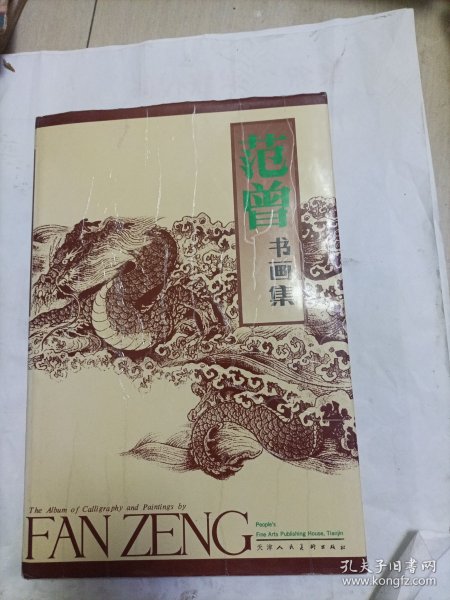 范曾
书画集
The Album of Calligraphy and Paintings by
FAN ZENG
People's
Fine Arts Publishing House, Tianjin
天津人民美术出版社
孔夫子旧书网
www.kongfz.com